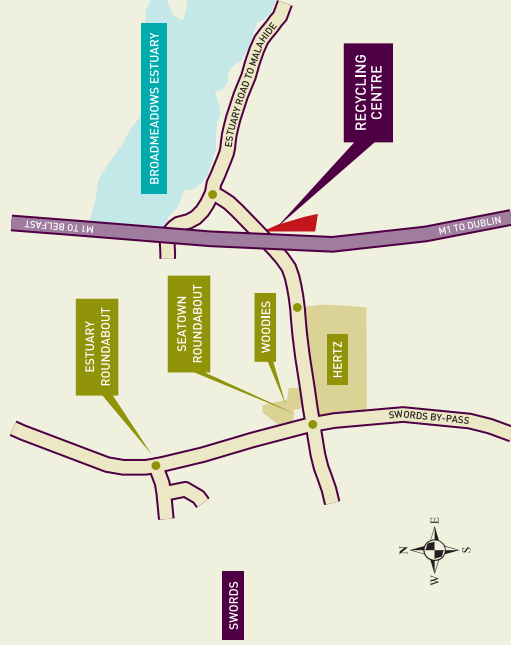 BROADMEADOWS ESTUARY
ESTUARY ROAD TO MALAHIDE
RECYCLING
CENTRE
M1 TO BELFAST
M1 TO DUBLIN
ESTUARY
ROUNDABOUT
SEATOWN
ROUNDABOUT
WOODIES
HERTZ
SWORDS BY-PASS
N
E
S
W
SWORDS